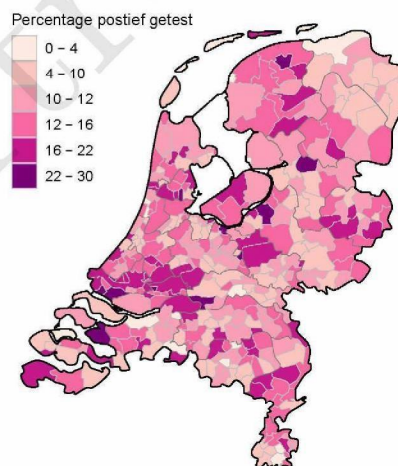 Percentage postief getest
0 – 4
4 – 10
10 – 12
12 – 16
16 – 22
22 – 30